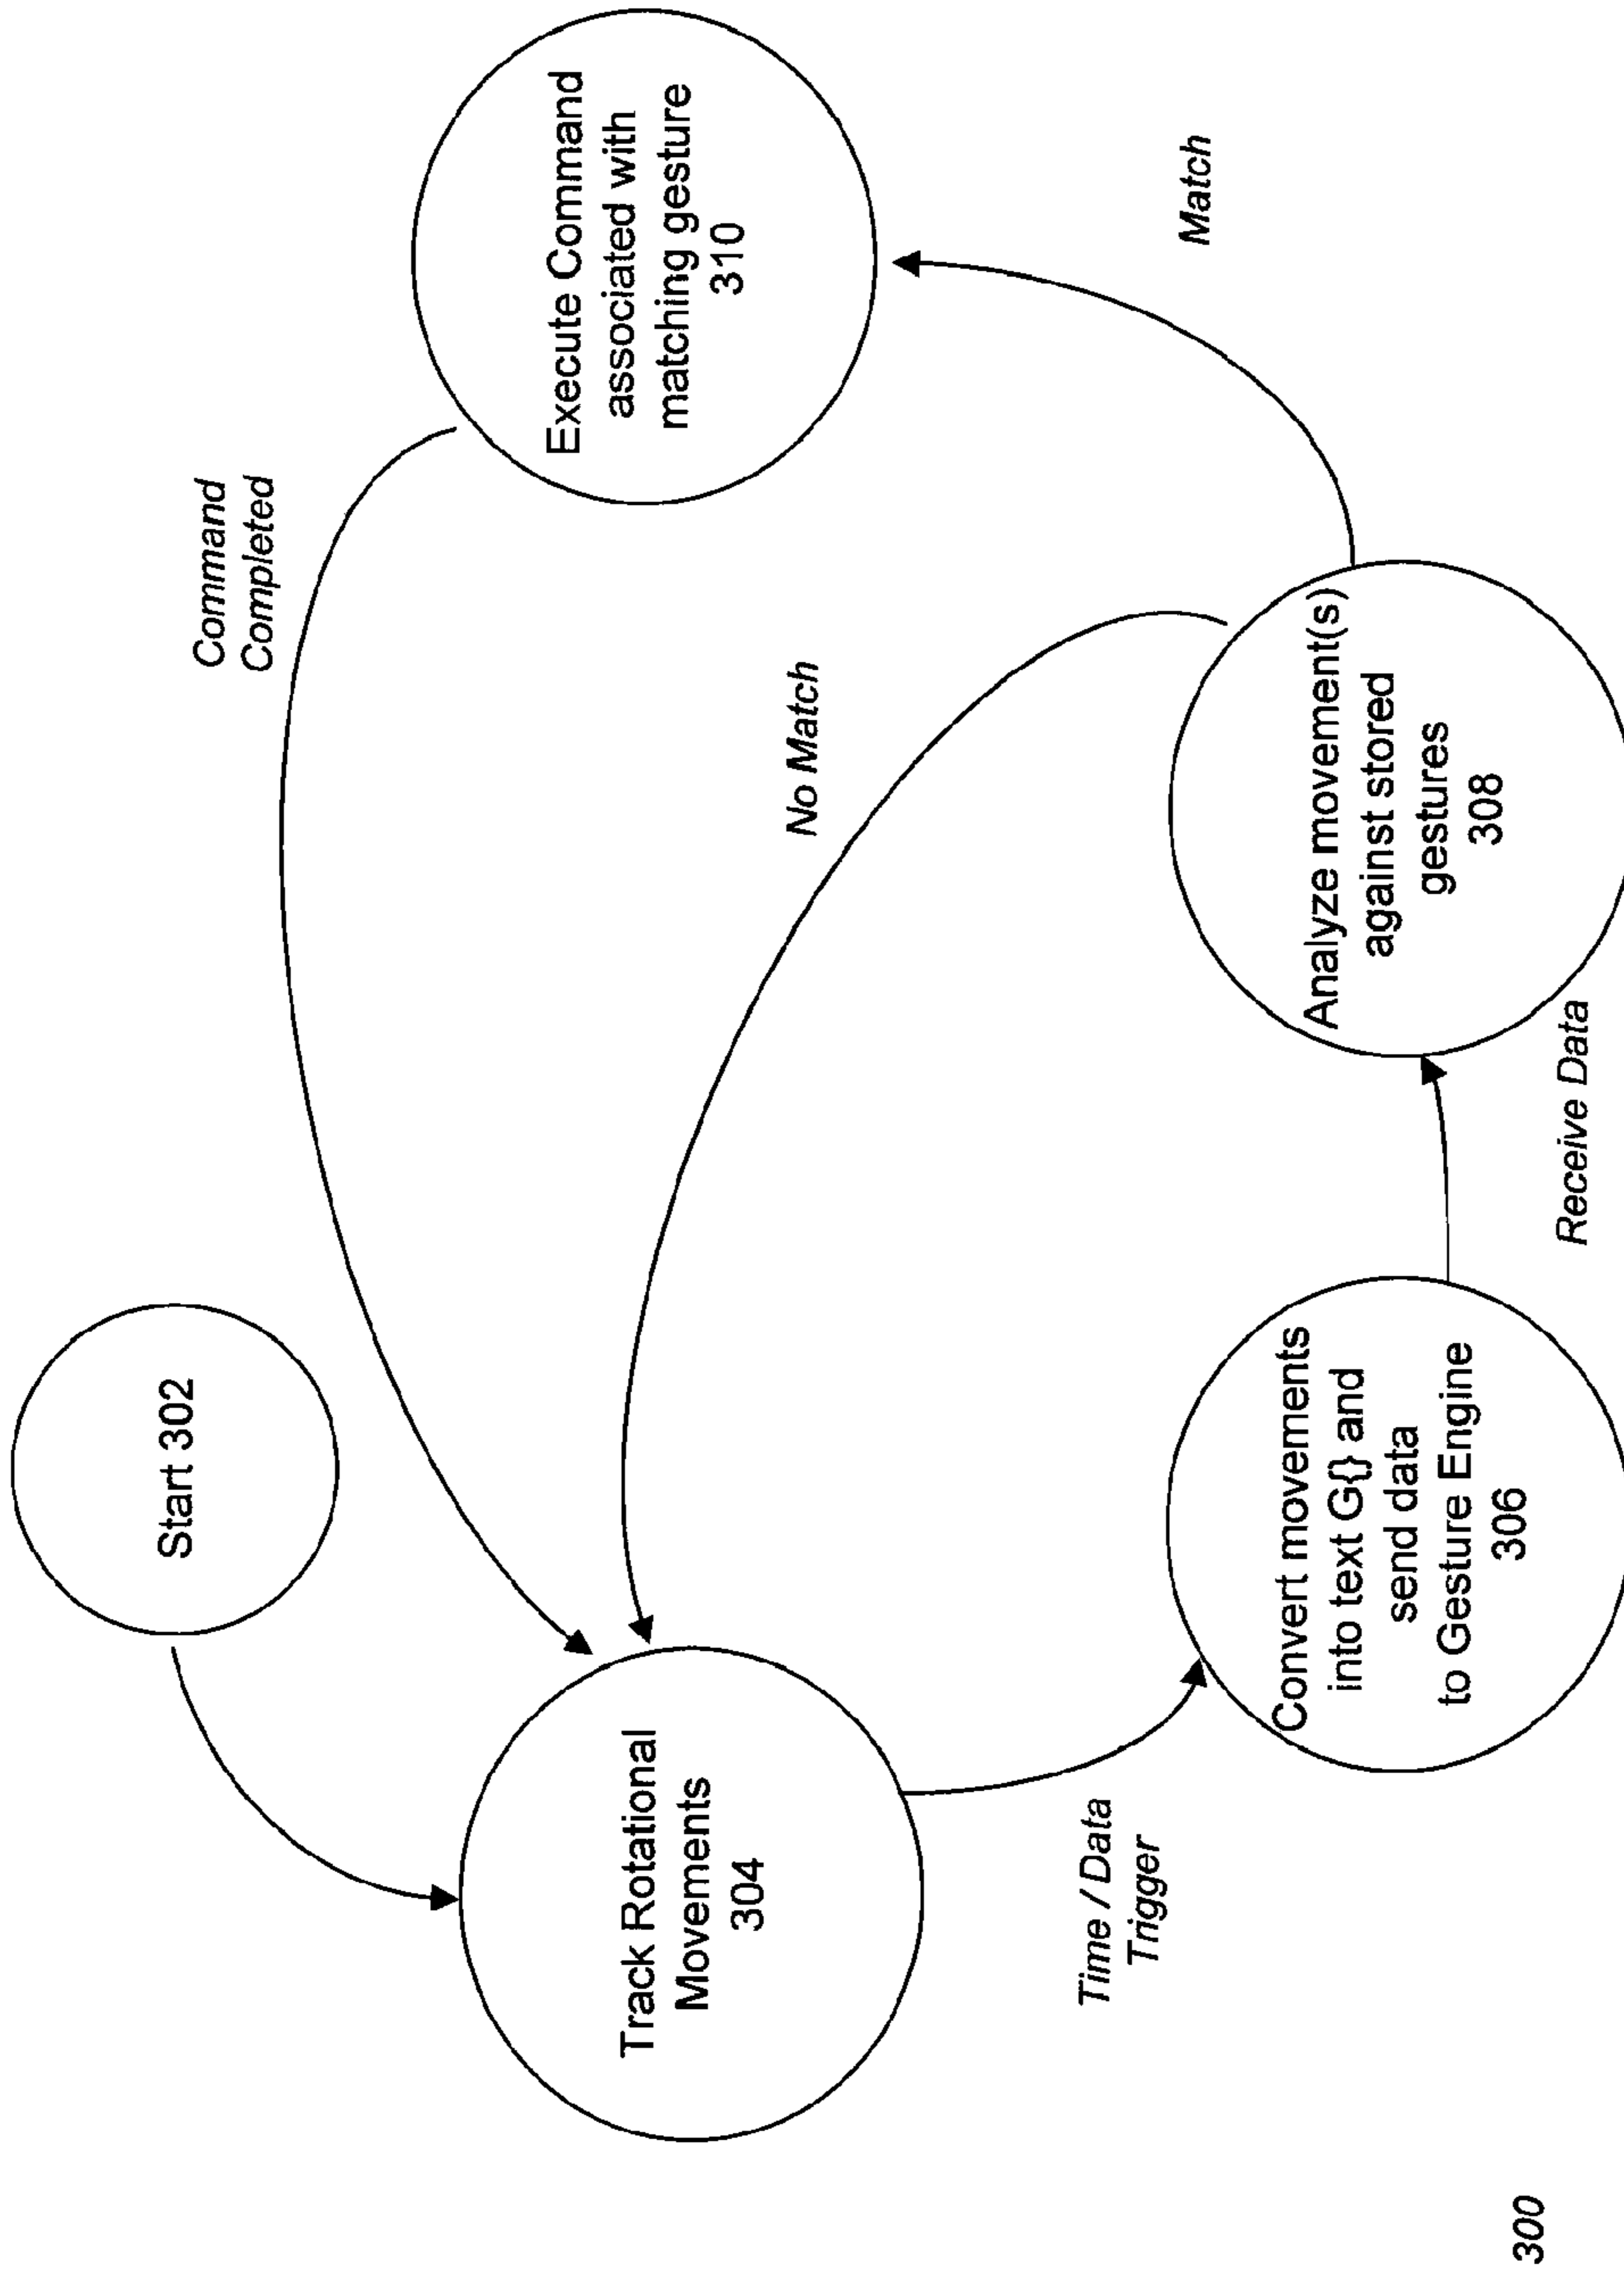 Start 302
Command
Completed
Execute Command
associated with
matching gesture
310
Track Rotational
Movements
304
No Match
Time / Data
Trigger
Match
Convert movements
into text G{} and
send data
to Gesture Engine
306
Analyze movement(s)
against stored
gestures
308
Receive Data
300